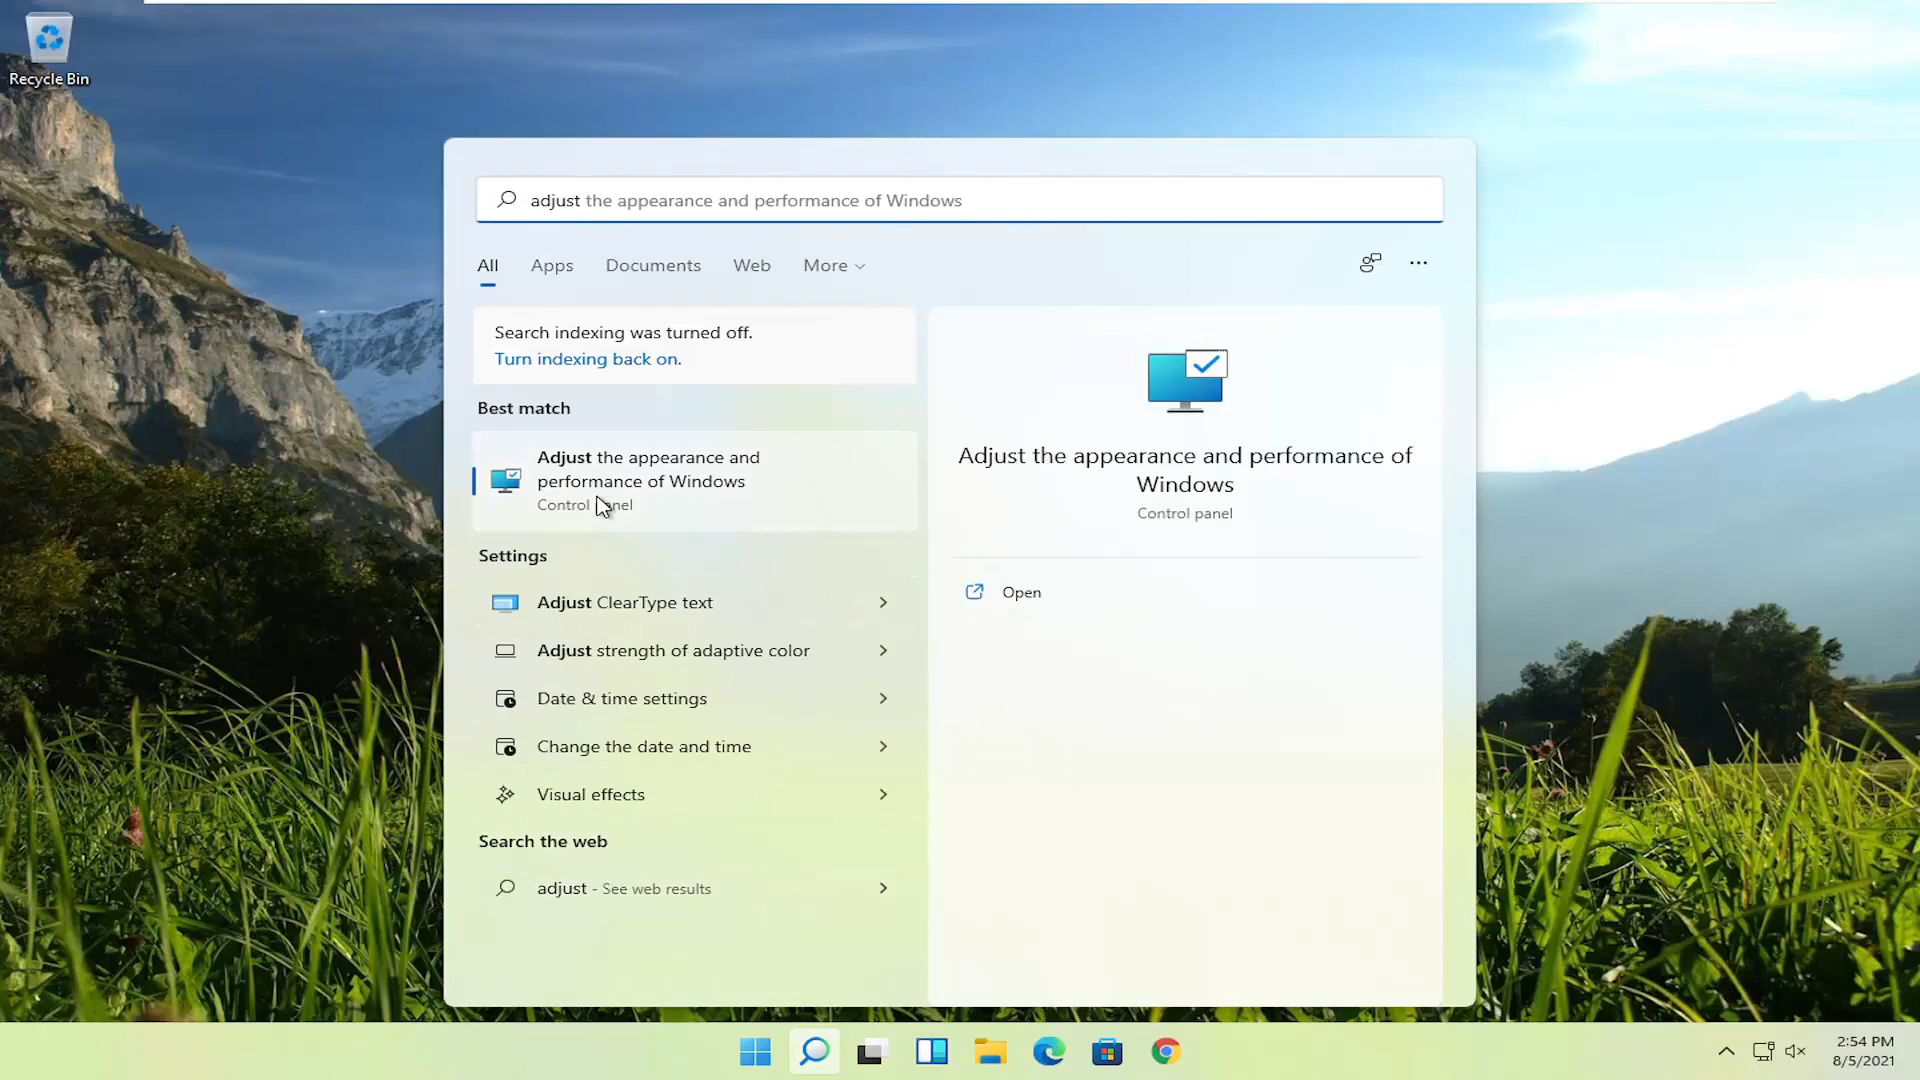 Recycle Bin
adjust the appearance and performance of Windows
All Apps Documents Web More
Search indexing was turned off.
Turn indexing back on.
Best match
Adjust the appearance and
performance of Windows
Control panel
Settings
Adjust ClearType text
Adjust strength of adaptive color
Date & time settings
Change the date and time
Visual effects
Search the web
adjust - See web results
Adjust the appearance and performance of
Windows
Control panel
Open
2:54 PM
8/5/2021